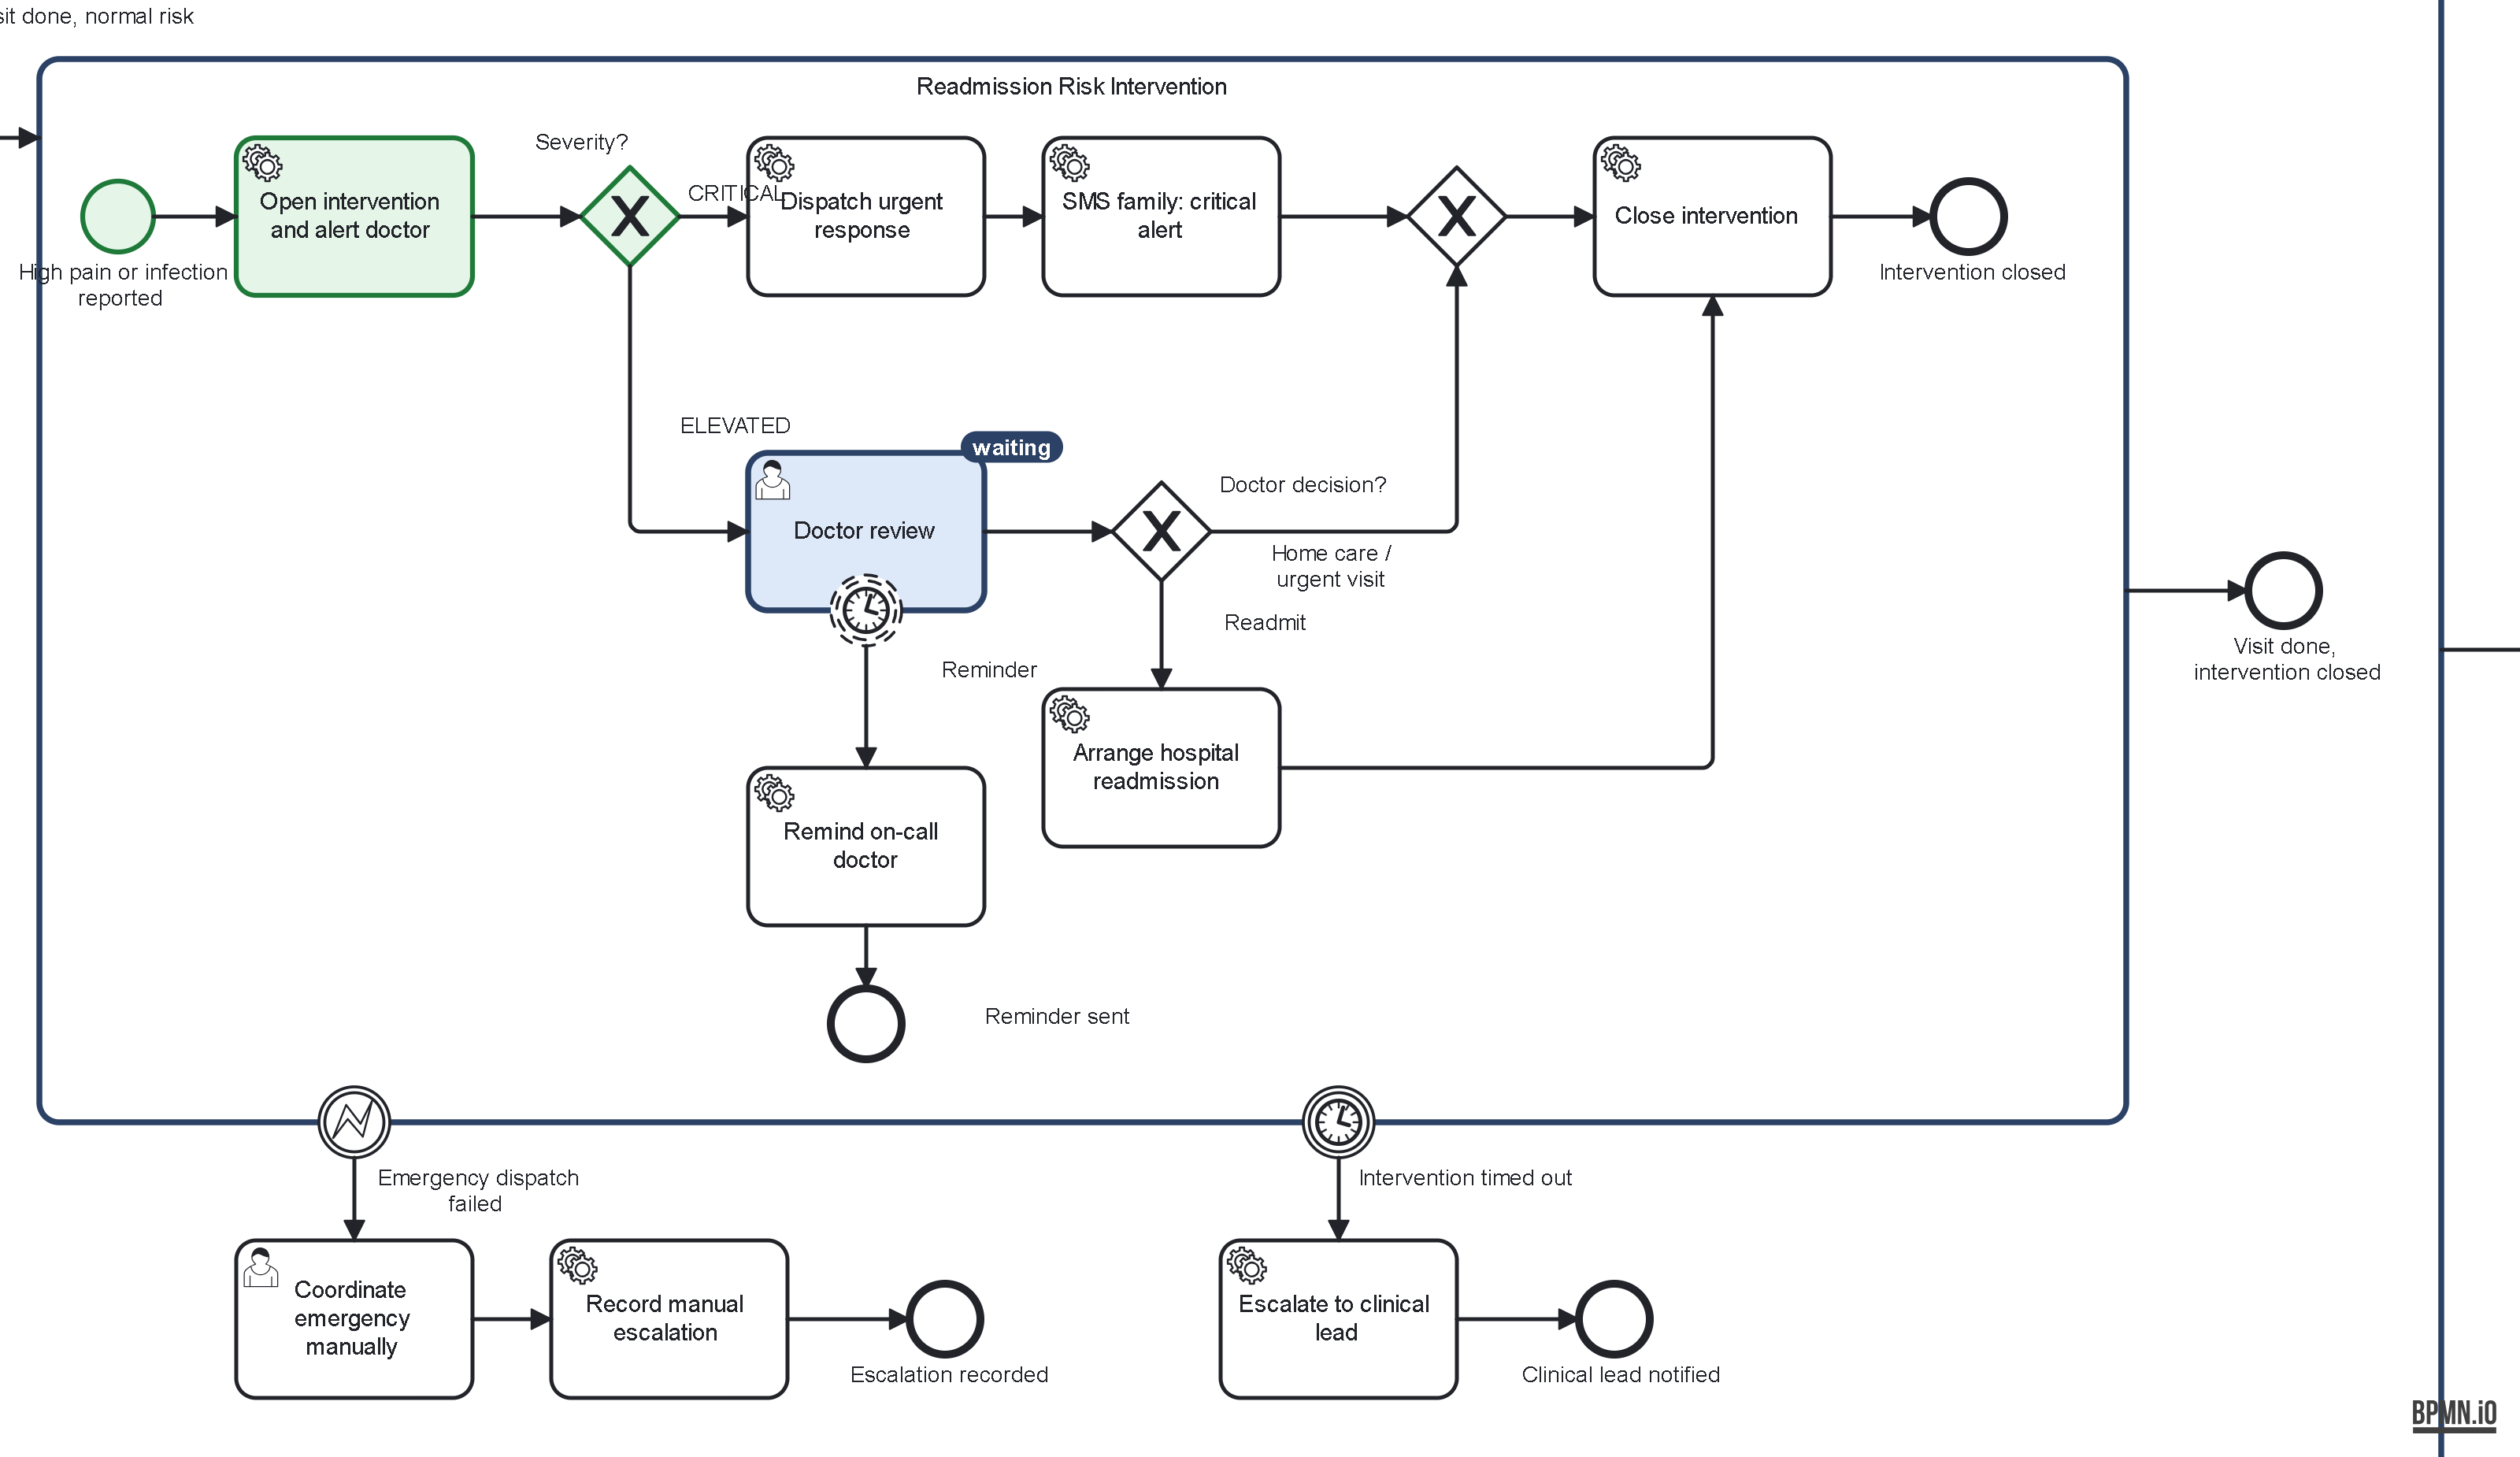 sit done, normal risk
Readmission Risk Intervention
Severity?
CRITICAL
Open intervention
and alert doctor
Dispatch urgent
response
SMS family: critical
alert
Close intervention
High pain or infection
reported
Intervention closed
ELEVATED
waiting
Doctor review
Doctor decision?
Home care /
urgent visit
Readmit
Reminder
Visit done,
intervention closed
Arrange hospital
readmission
Remind on-call
doctor
Reminder sent
Emergency dispatch
failed
Intervention timed out
Coordinate
emergency
manually
Record manual
escalation
Escalation recorded
Escalate to clinical
lead
Clinical lead notified
BPMN.iO